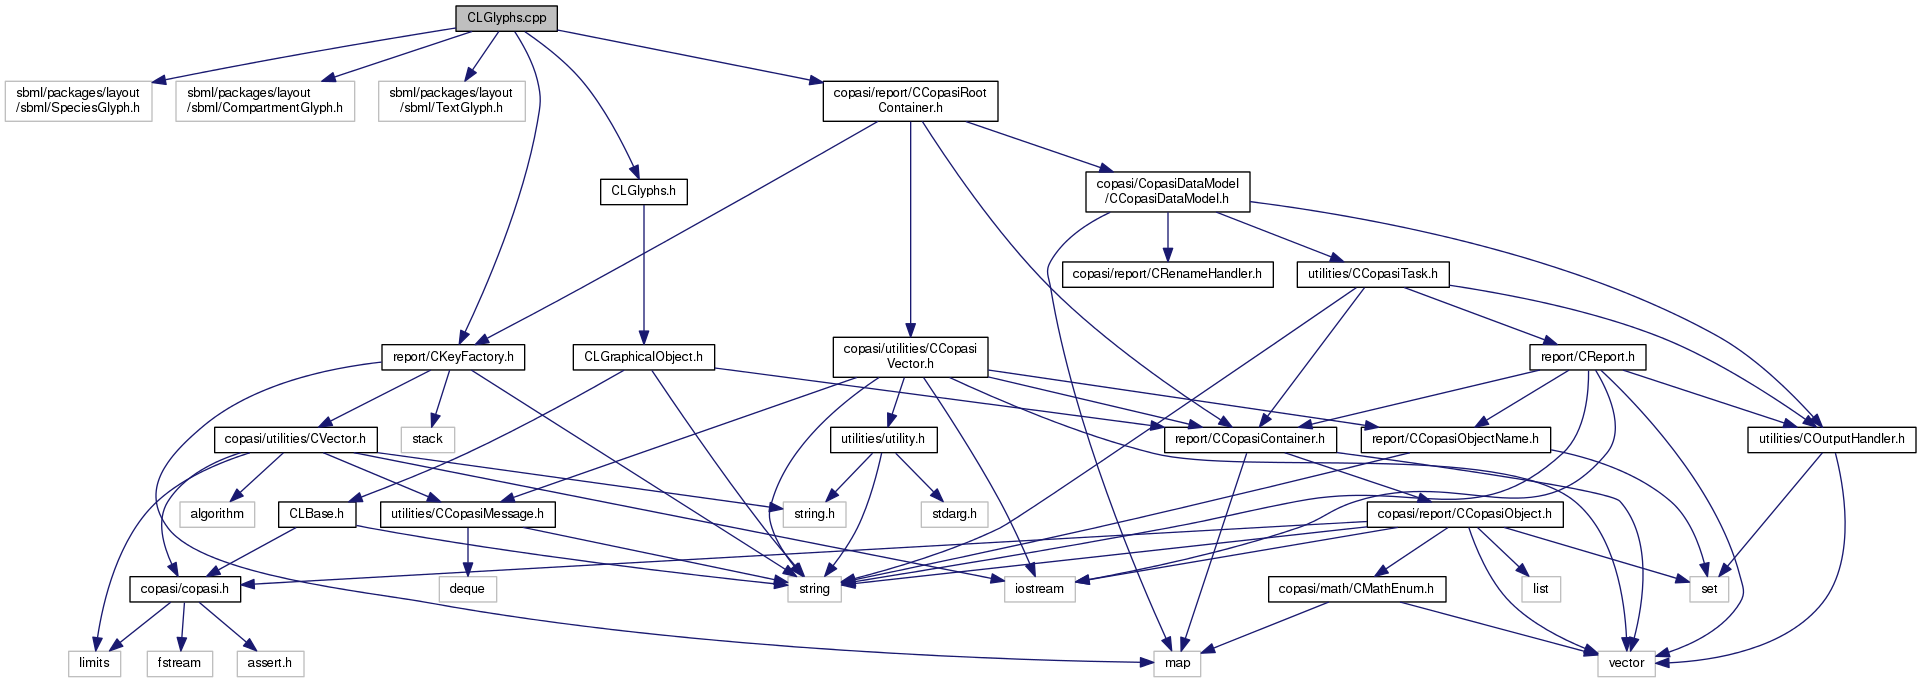 CLGlyphs.cpp
sbml/packages/layout
/sbml/SpeciesGlyph.h
sbml/packages/layout
/sbml/CompartmentGlyph.h
sbml/packages/layout
/sbml/TextGlyph.h
copasi/report/CCopasiRoot
Container.h
CLGlyphs.h
copasi/CopasiDataModel
/CCopasiDataModel.h
copasi/report/CRenameHandler.h
utilities/CCopasiTask.h
report/CKeyFactory.h
CLGraphicalObject.h
copasi/utilities/CCopasi
Vector.h
report/CReport.h
copasi/utilities/CVector.h
stack
utilities/utility.h
report/CCopasiContainer.h
report/CCopasiObjectName.h
utilities/COutputHandler.h
algorithm
CLBase.h
utilities/CCopasiMessage.h
string.h
stdarg.h
copasi/report/CCopasiObject.h
copasi/copasi.h
deque
string
iostream
copasi/math/CMathEnum.h
list
set
limits
fstream
assert.h
map
vector